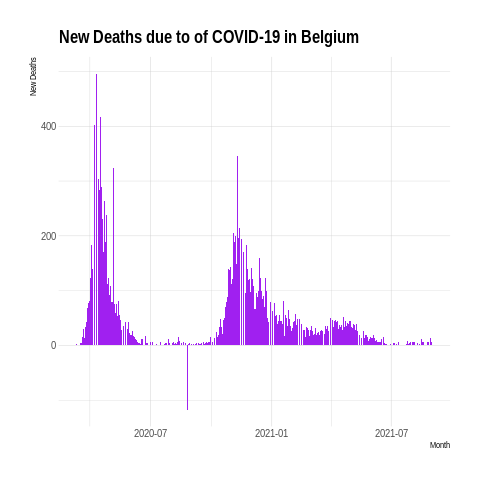 New Deaths due to of COVID-19 in Belgium
New Deaths
400
200
0
2020-07
2021-01
2021-07
Month